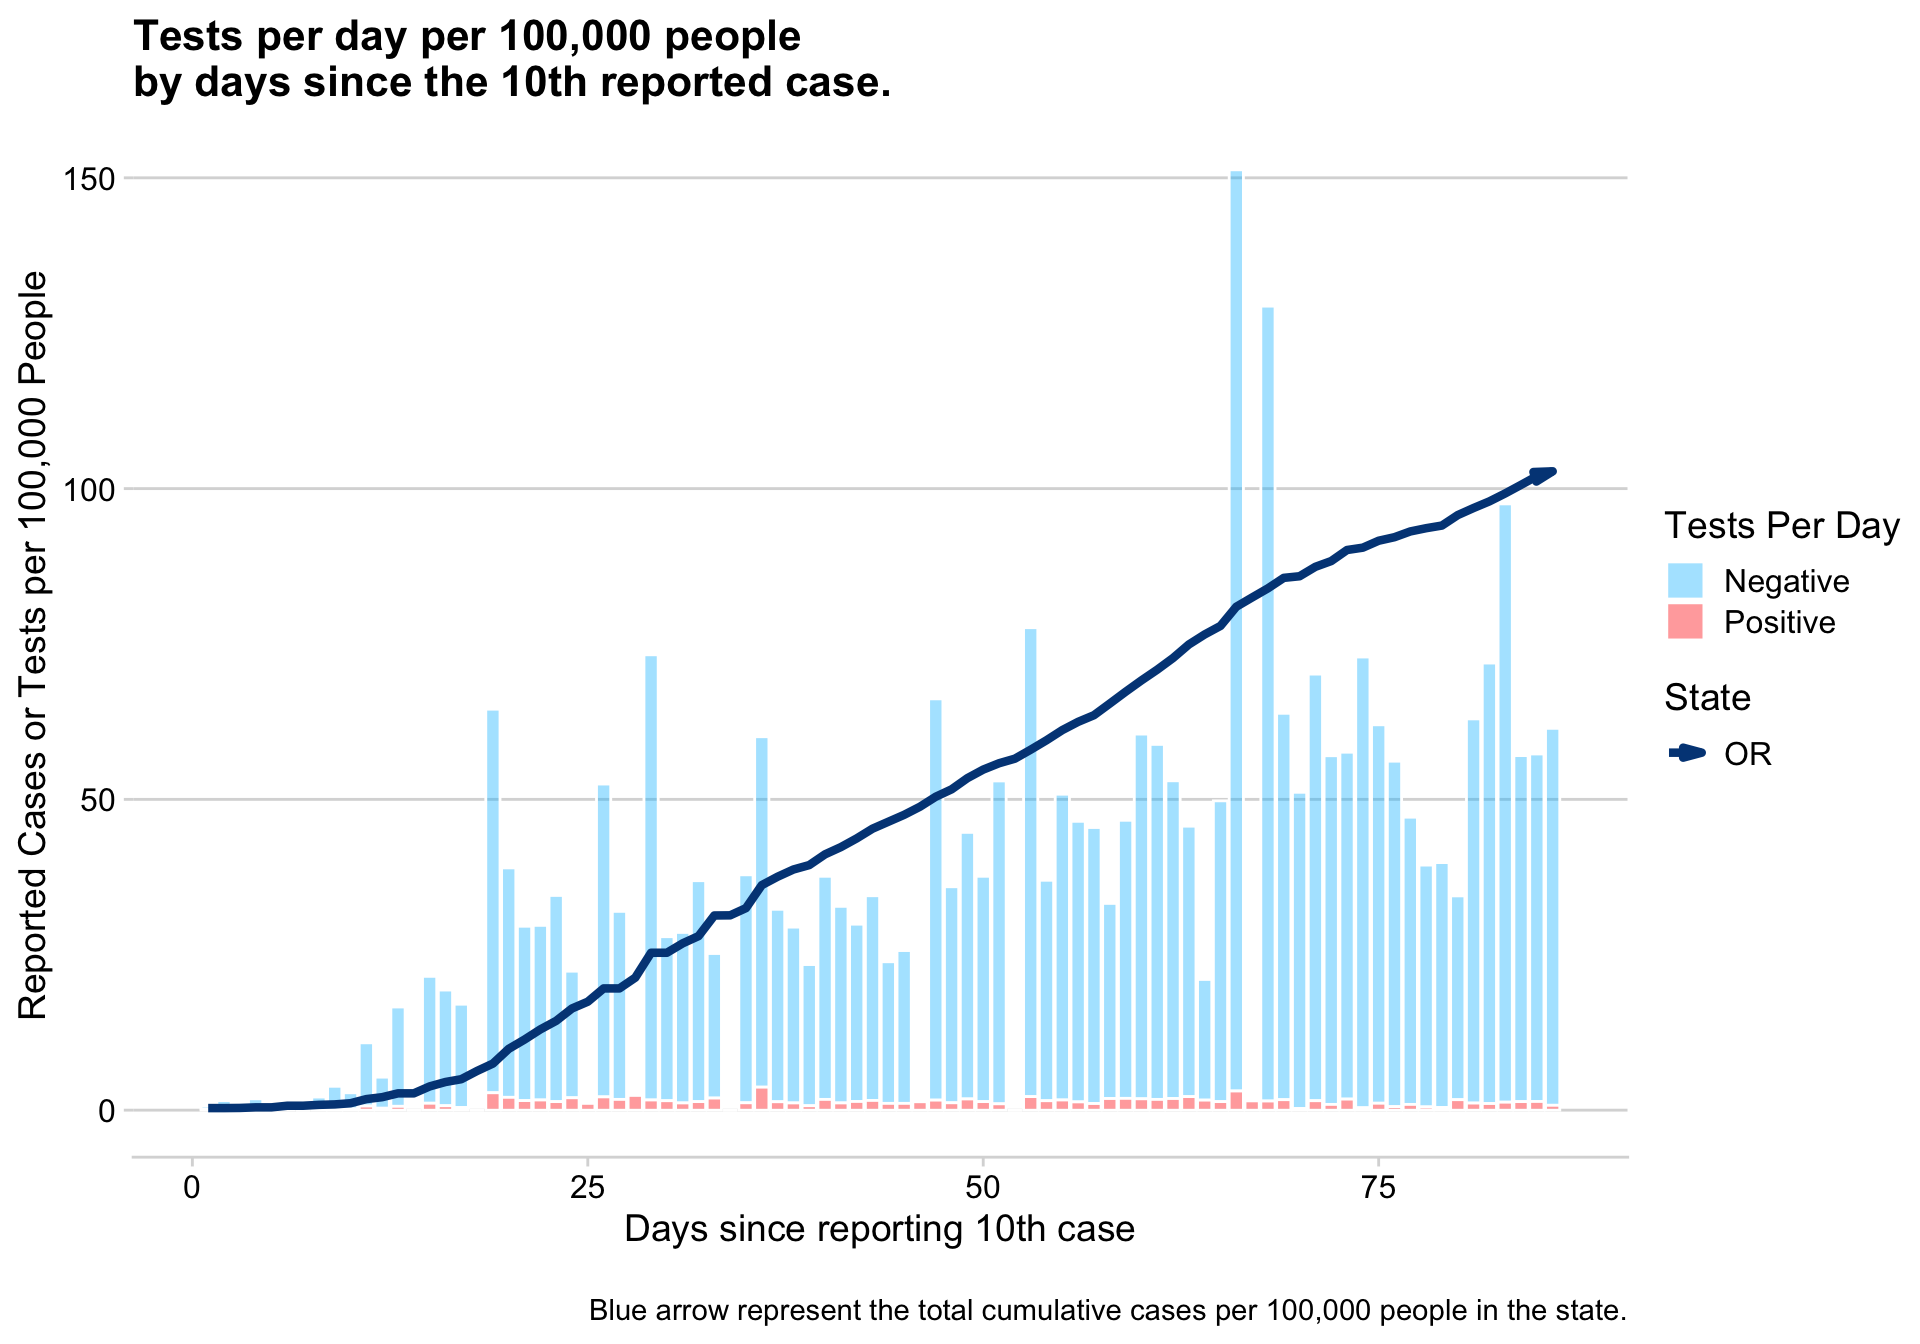 Tests per day per 100,000 people
by days since the 10th reported case.
Reported Cases or Tests per 100,000 People
150
100
50
0
0
25
50
75
Days since reporting 10th case
Tests Per Day
Negative
Positive
State
OR
Blue arrow represent the total cumulative cases per 100,000 people in the state.